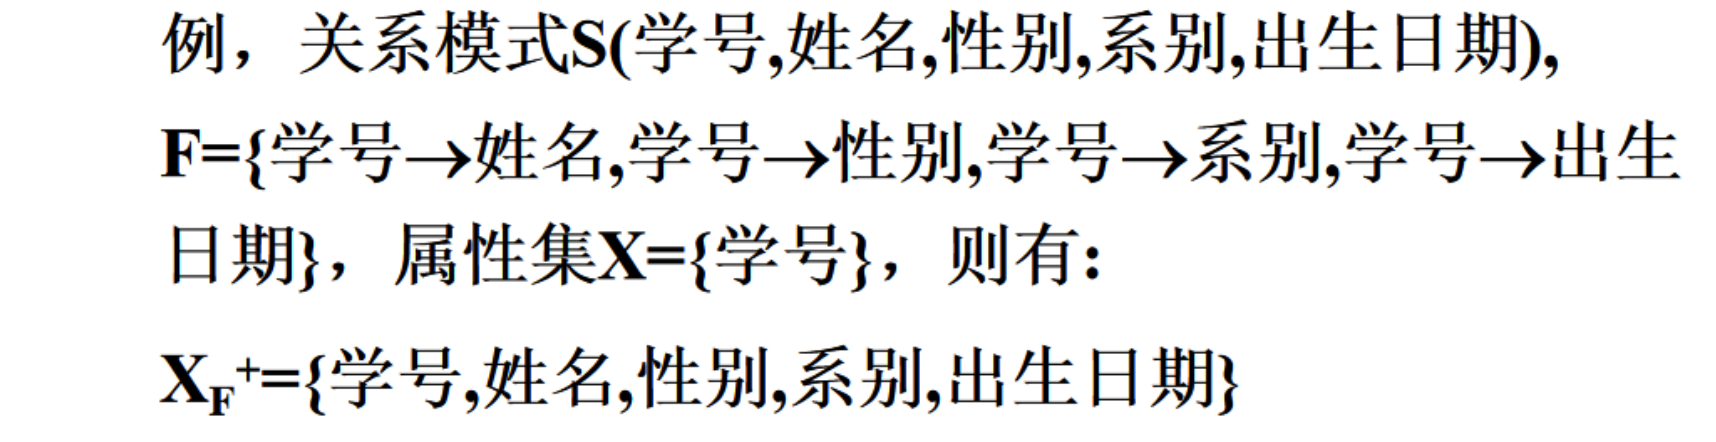 例，关系模式S(学号,姓名,性别,系别,出生日期),
F={学号→姓名,学号→性别,学号→系别,学号→出生
日期}，属性集X={学号}，则有:
X_F^+={学号,姓名,性别,系别,出生日期}